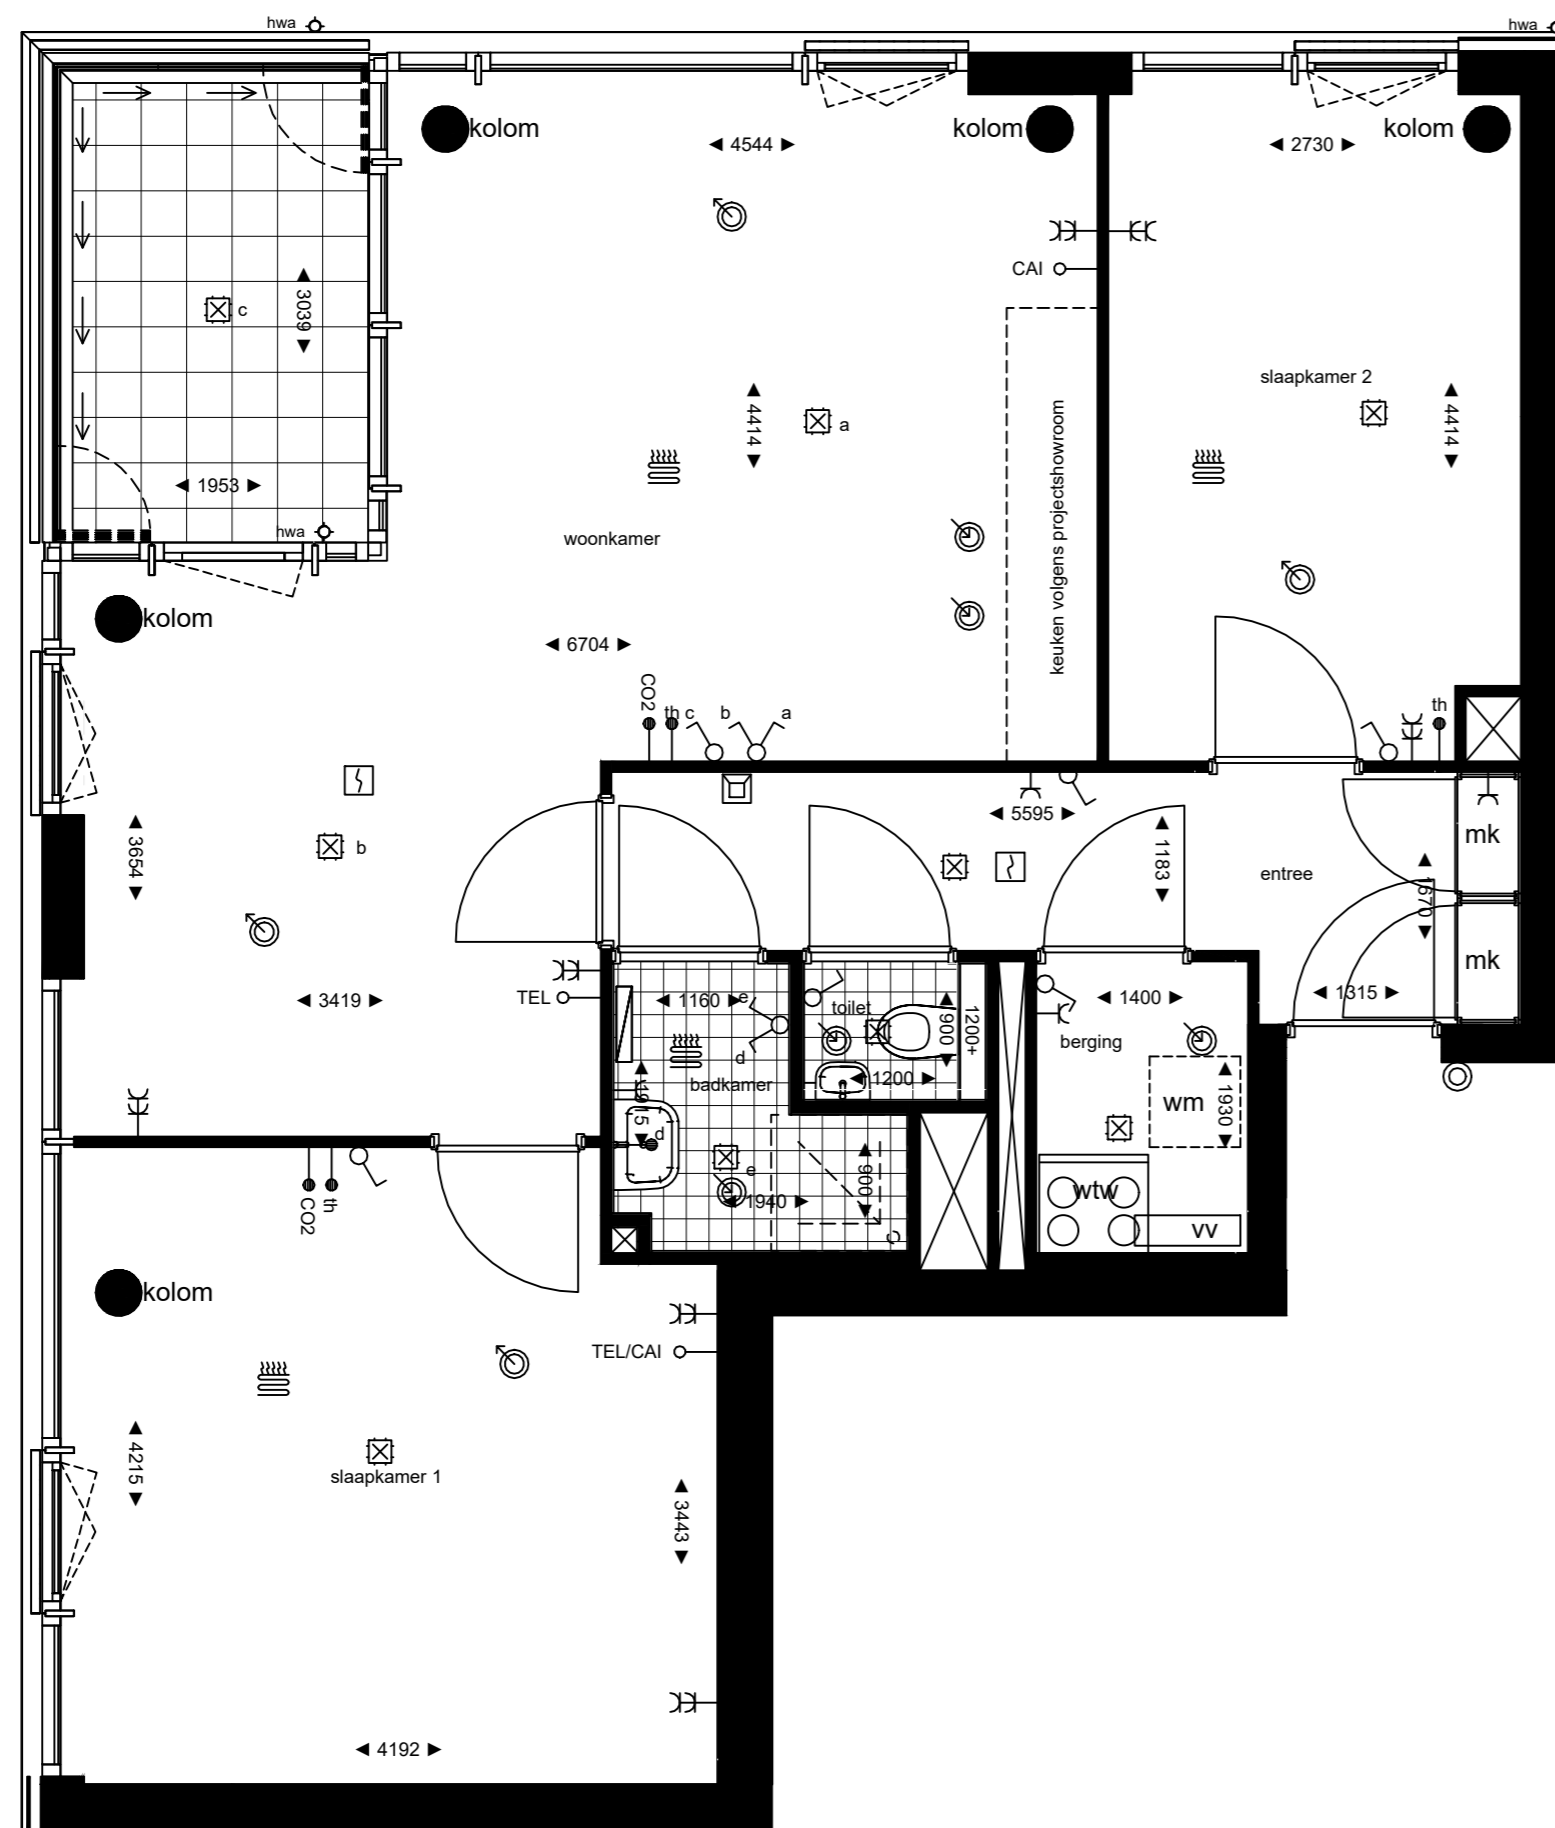 hwa
hwa
kolom
kolom
kolom
4544
2730
CAI
c
3039
a
4414
slaapkamer 2
4414
1953
hwa
woonkamer
keuken volgens projectshowroom
kolom
6704
CO2
th
c
b
a
th
5595
mk
3654
b
1183
entree
1670
mk
3419
TEL
1160
e
toilet
900
1200+
1400
1315
berging
d
badkamer
1200
1915
wm
1930
d
e
900
1940
wtw
vv
CO2
th
kolom
TEL/CAI
4215
slaapkamer 1
3443
4192